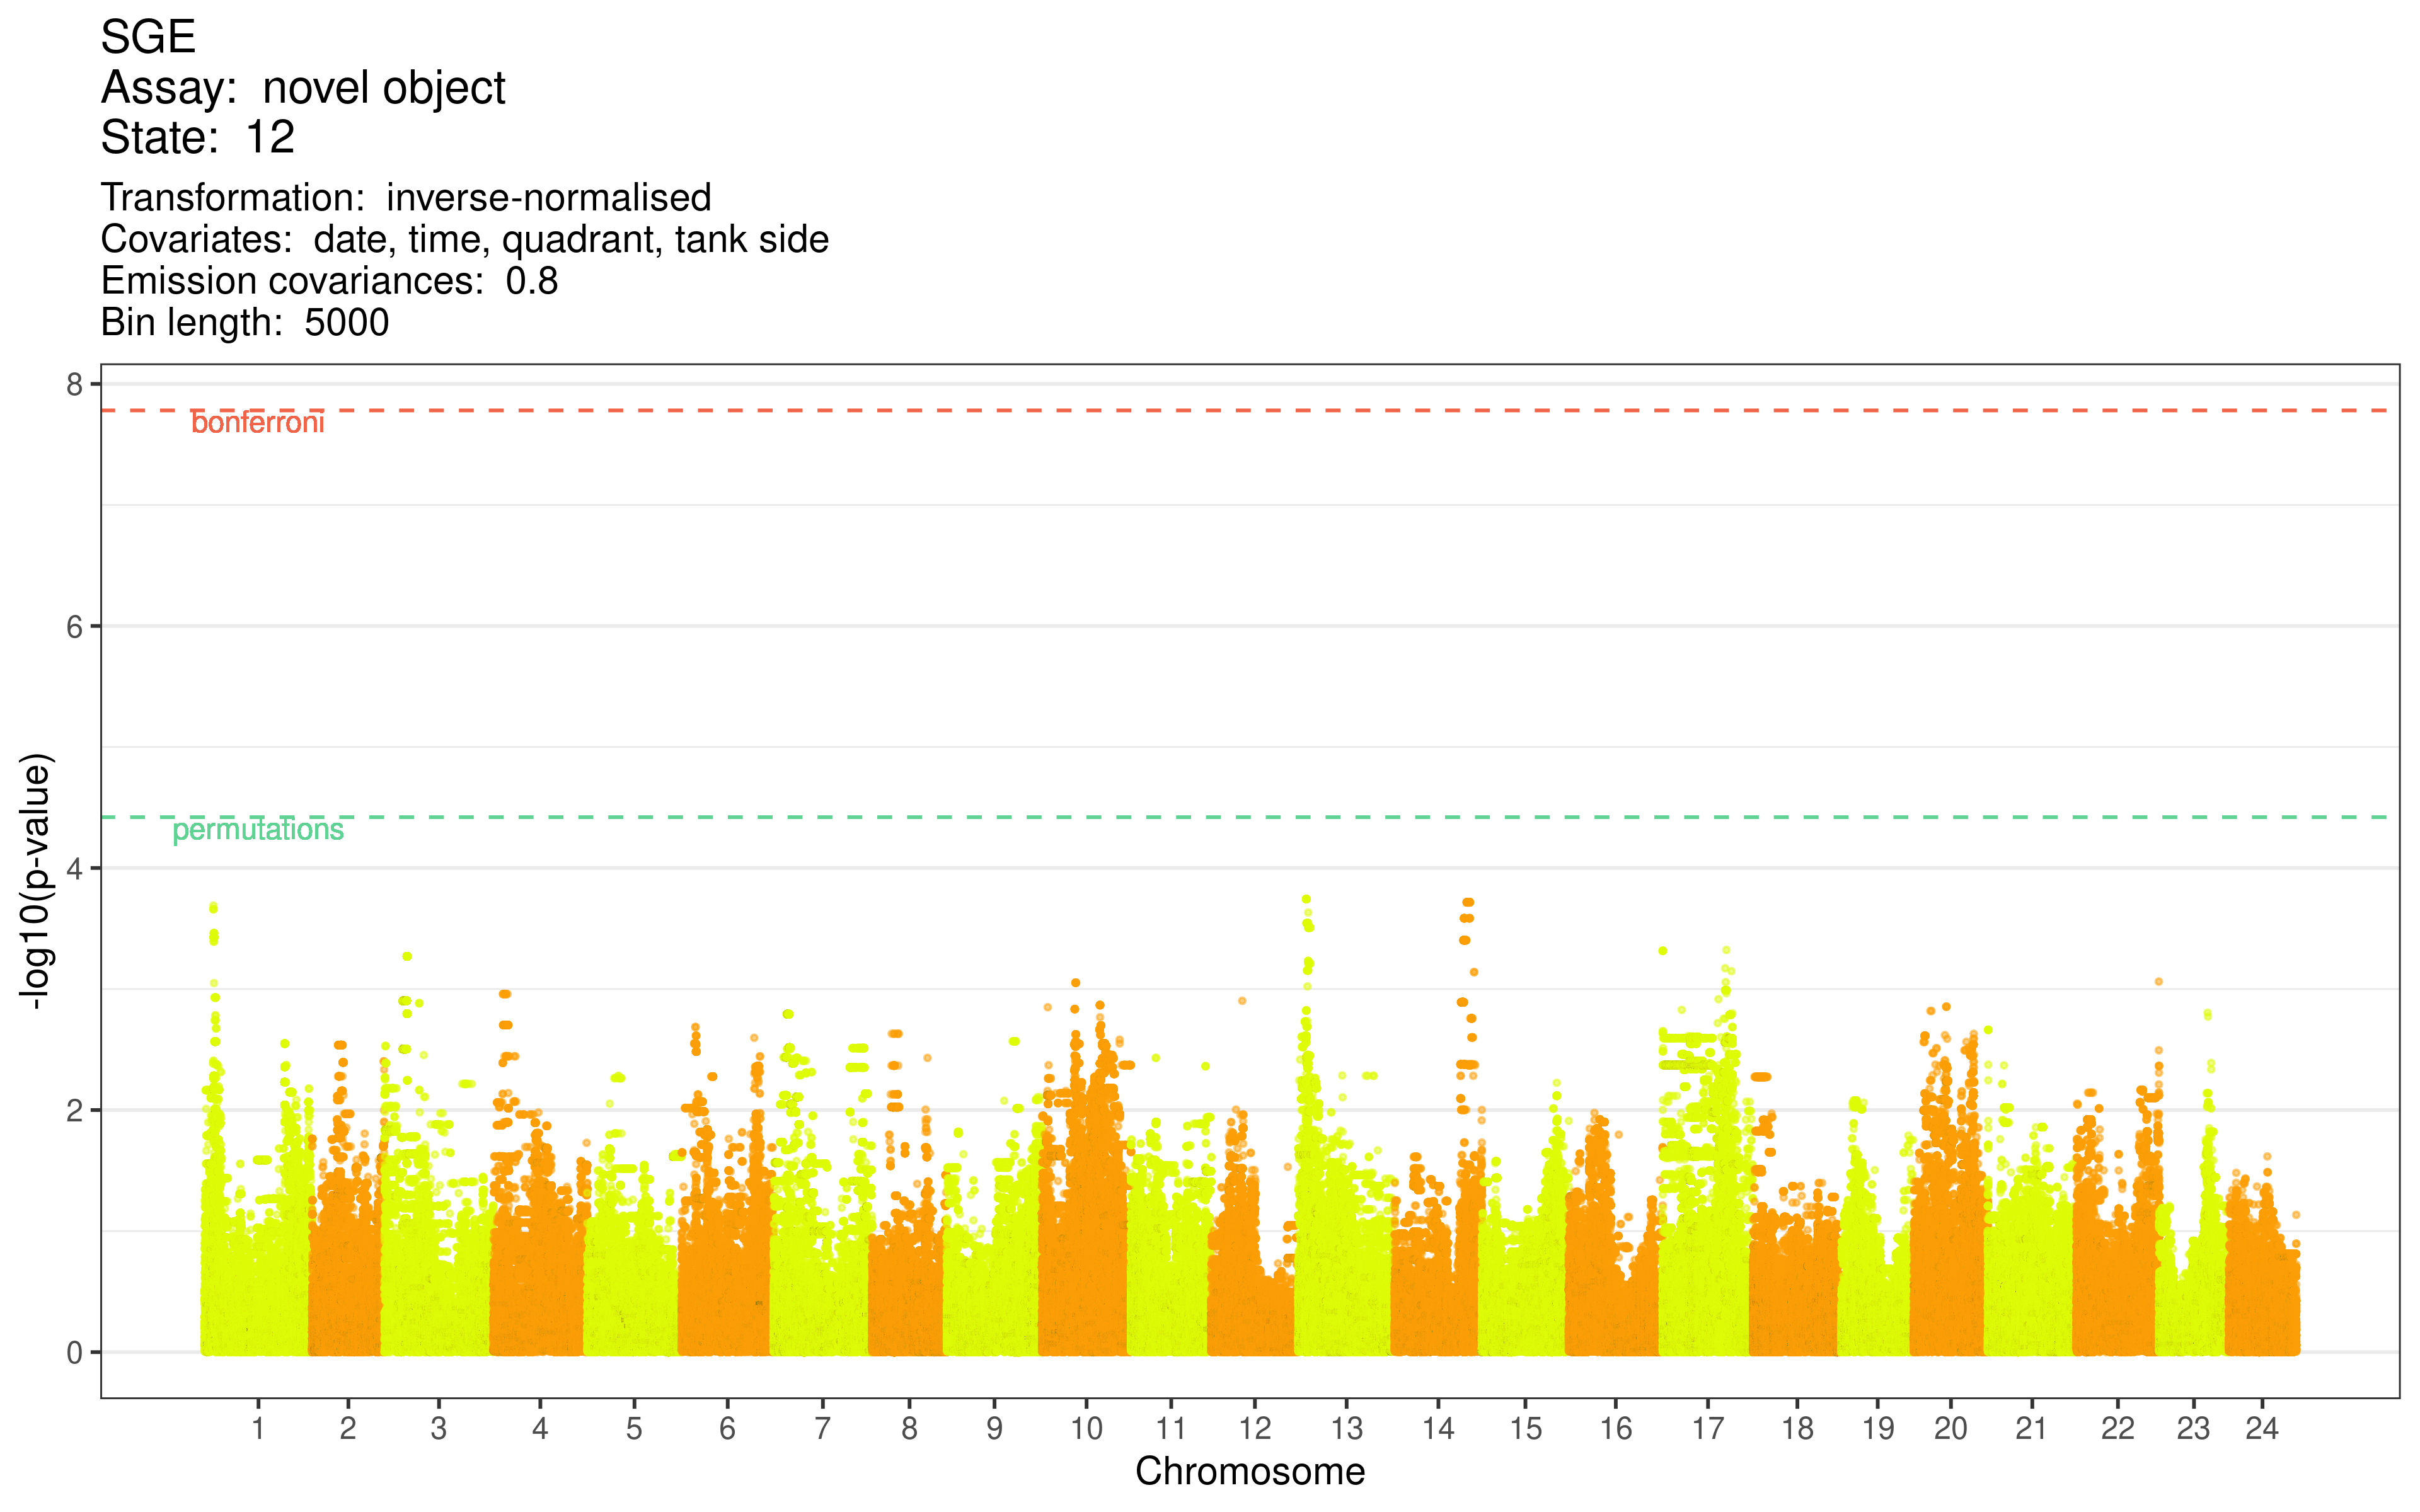 SGE
Assay:  novel object
State:  12
Transformation:  inverse-normalised
Covariates:  date, time, quadrant, tank side
Emission covariances:  0.8
Bin length:  5000
8
bonferroni
6
permutations
4
2
0
-log10(p-value)
1 2 3 4 5 6 7 8 9 10 11 12 13 14 15 16 17 18 19 20 21 22 23 24
Chromosome